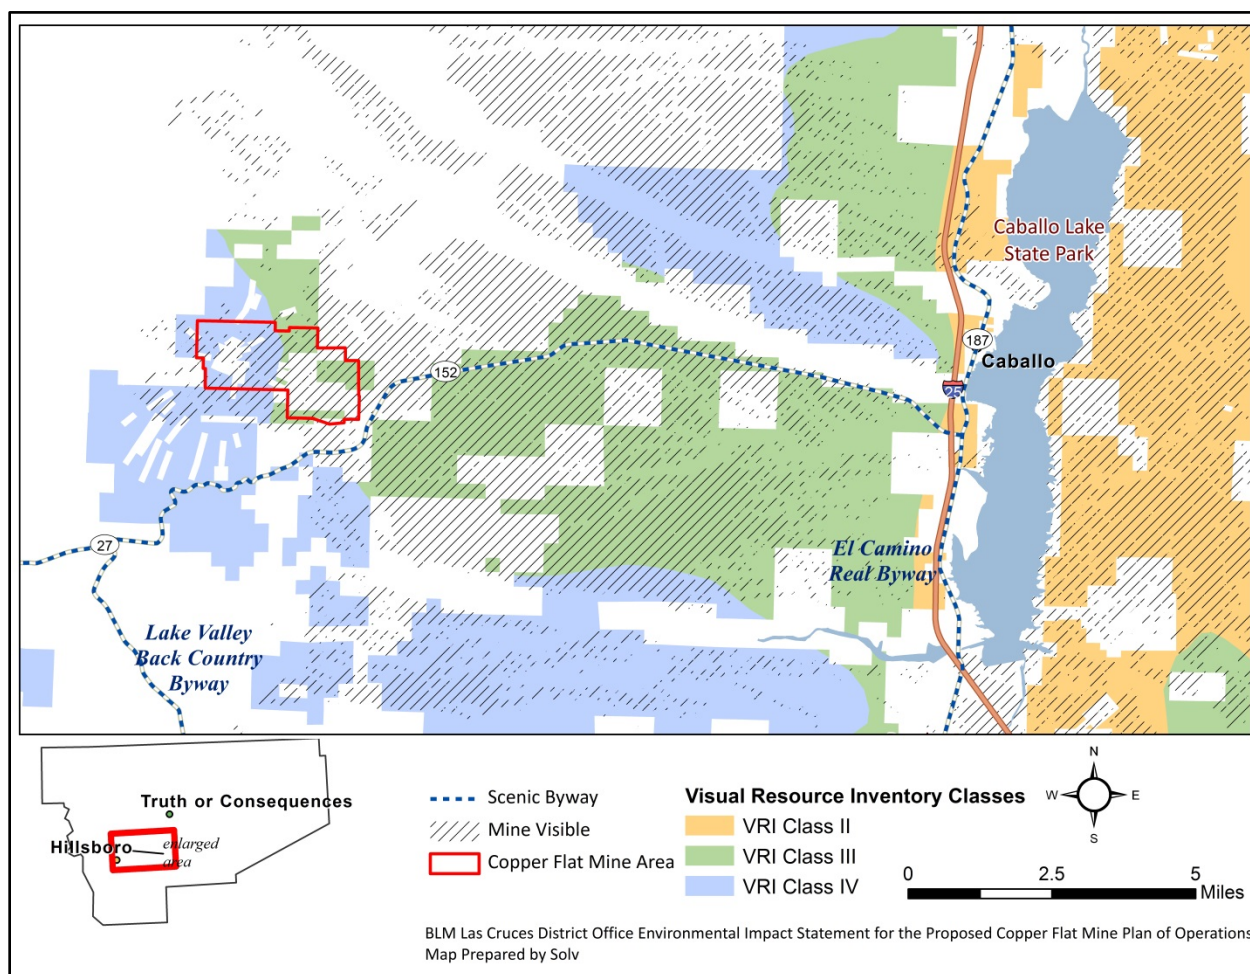 Caballo Lake
State Park
187
Caballo
152
25
27
El Camino
Real Byway
Lake Valley
Back Country
Byway
Truth or Consequences
Hillsboro
enlarged
area
Scenic Byway
Mine Visible
Copper Flat Mine Area
Visual Resource Inventory Classes
VRI Class II
VRI Class III
VRI Class IV
N
W
E
S
0
2.5
5
Miles
BLM Las Cruces District Office Environmental Impact Statement for the Proposed Copper Flat Mine Plan of Operations
Map Prepared by Solv